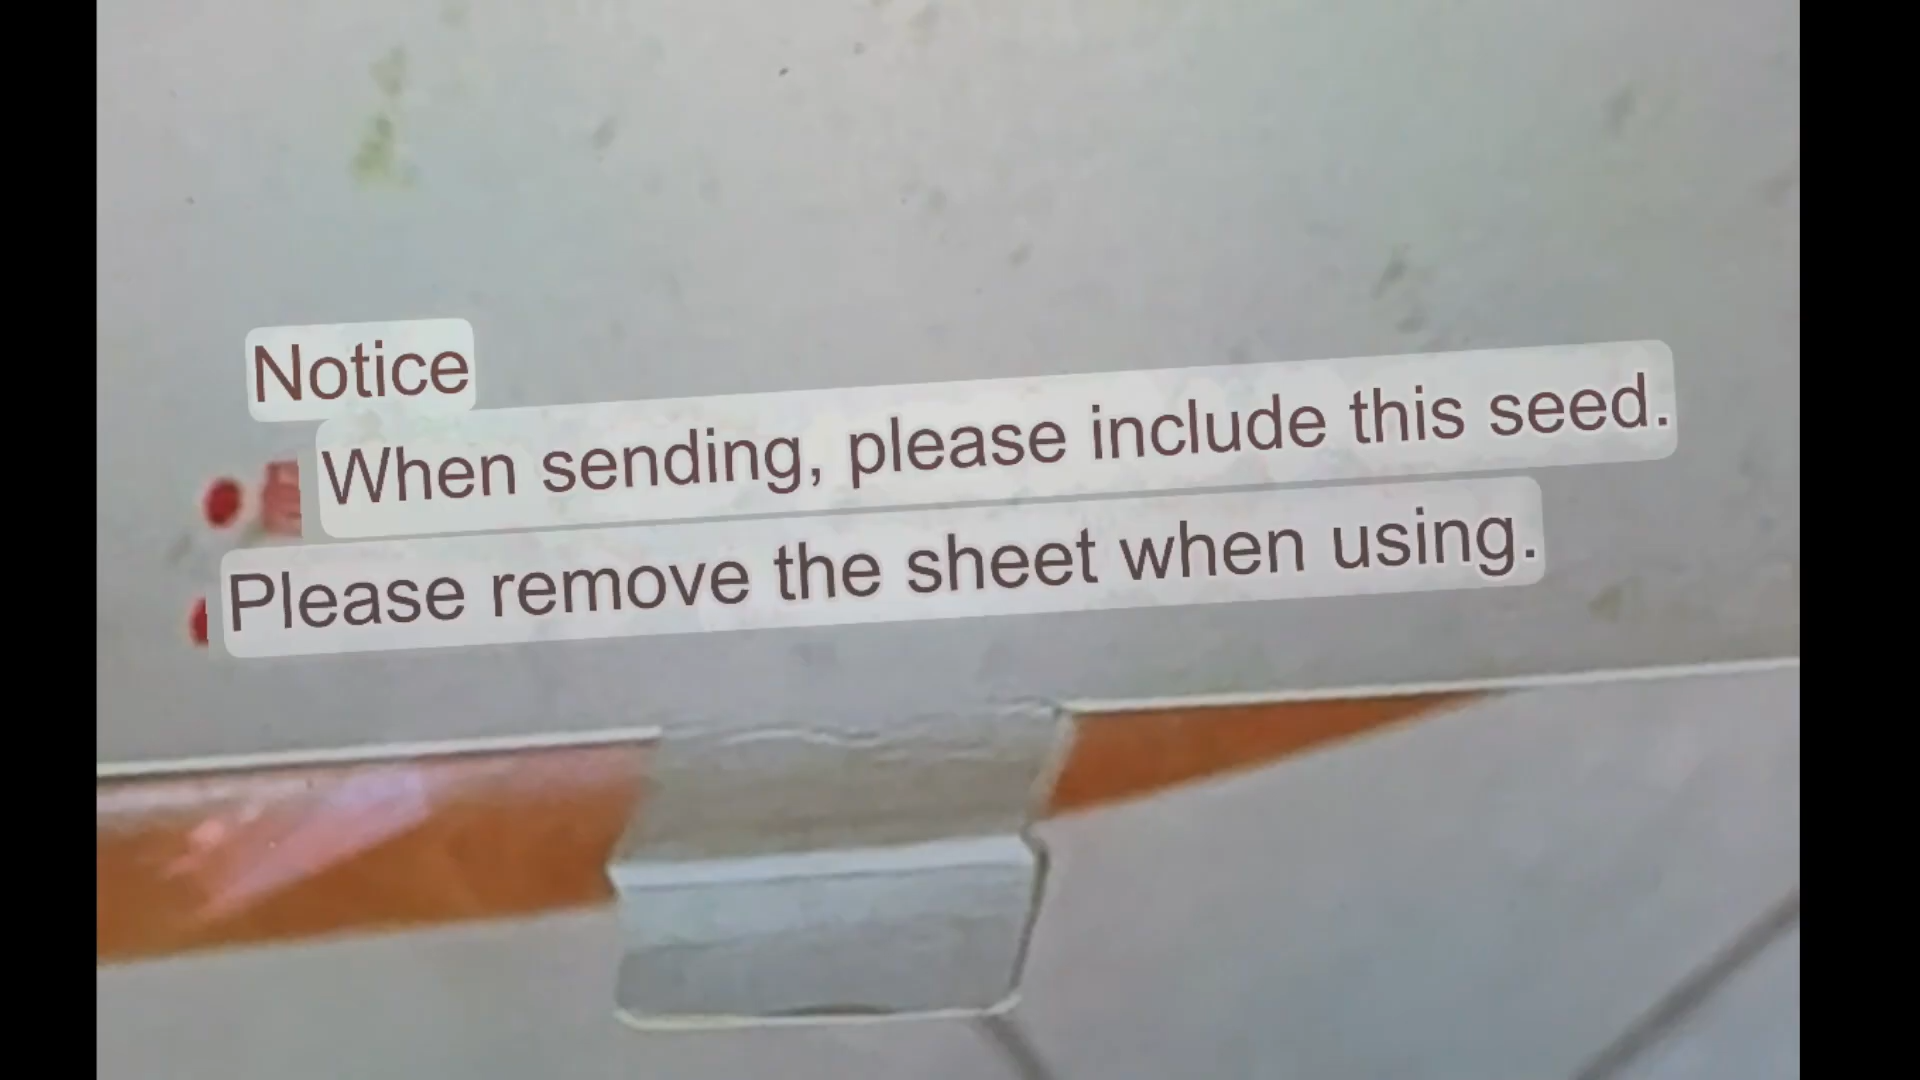 Notice
When sending, please include this seed.
Please remove the sheet when using.